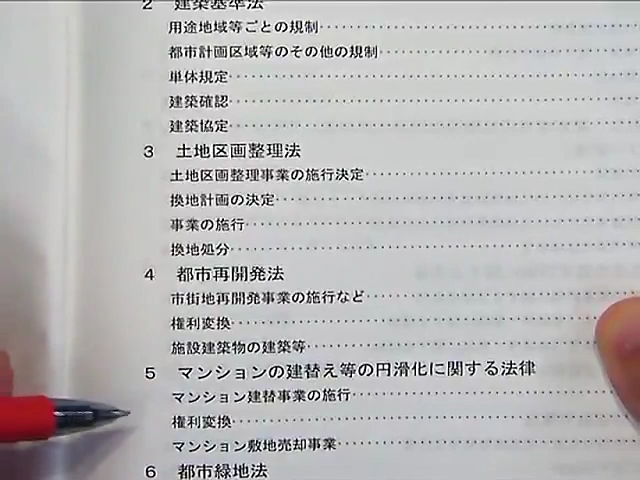 2 建築基準法
用途地域等ごとの規制
都市計画区域等のその他の規制
単体規定
建築確認
建築協定
3 土地区画整理法
土地区画整理事業の施行決定
換地計画の決定
事業の施行
換地処分
4 都市再開発法
市街地再開発事業の施行など
権利変換
施設建築物の建築等
5 マンションの建替え等の円滑化に関する法律
マンション建替事業の施行
権利変換
マンション敷地売却事業
6 都市緑地法